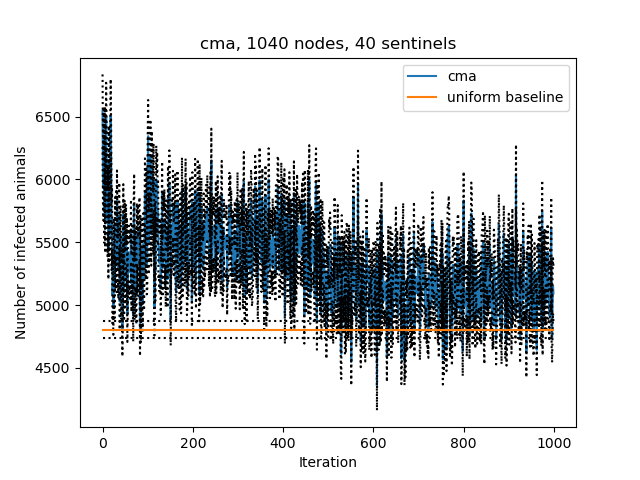 cma, 1040 nodes, 40 sentinels
cma
uniform baseline
Number of infected animals
6500
6000
5500
5000
4500
0 200 400 600 800 1000
Iteration